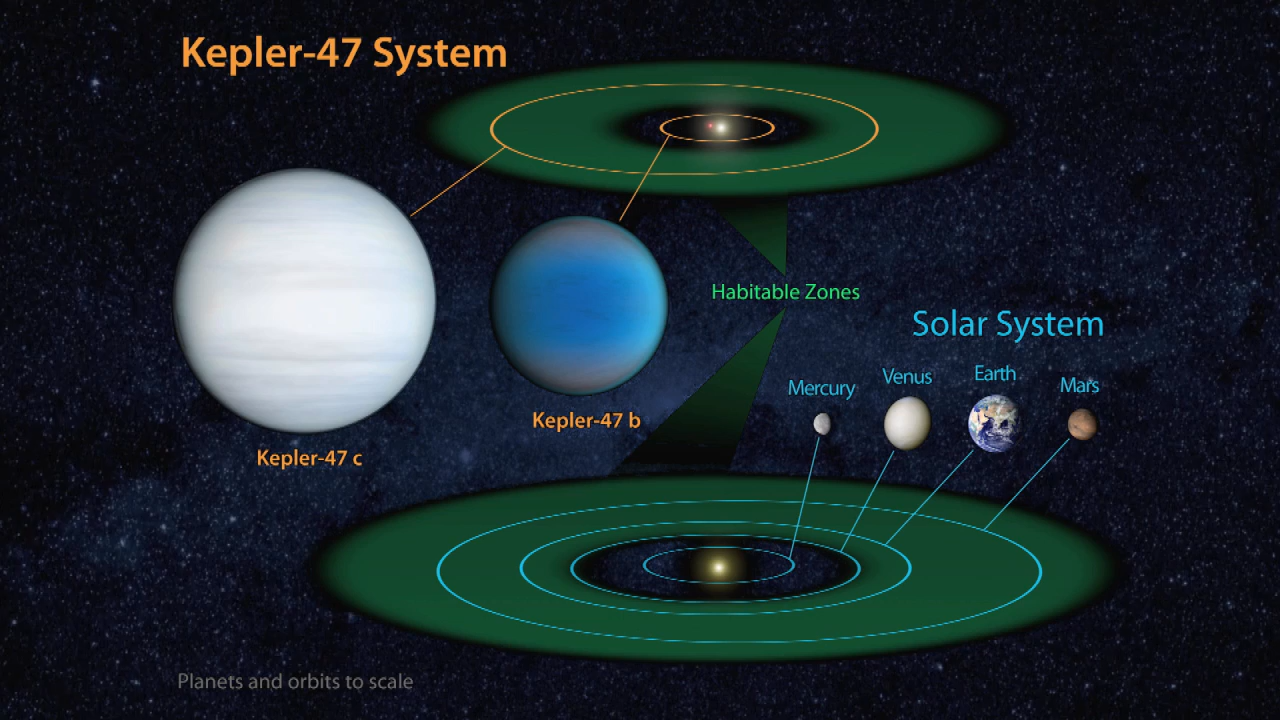 Kepler-47 System
Habitable Zones
Solar System
Mercury
Venus
Earth
Mars
Kepler-47 b
Kepler-47 c
Planets and orbits to scale